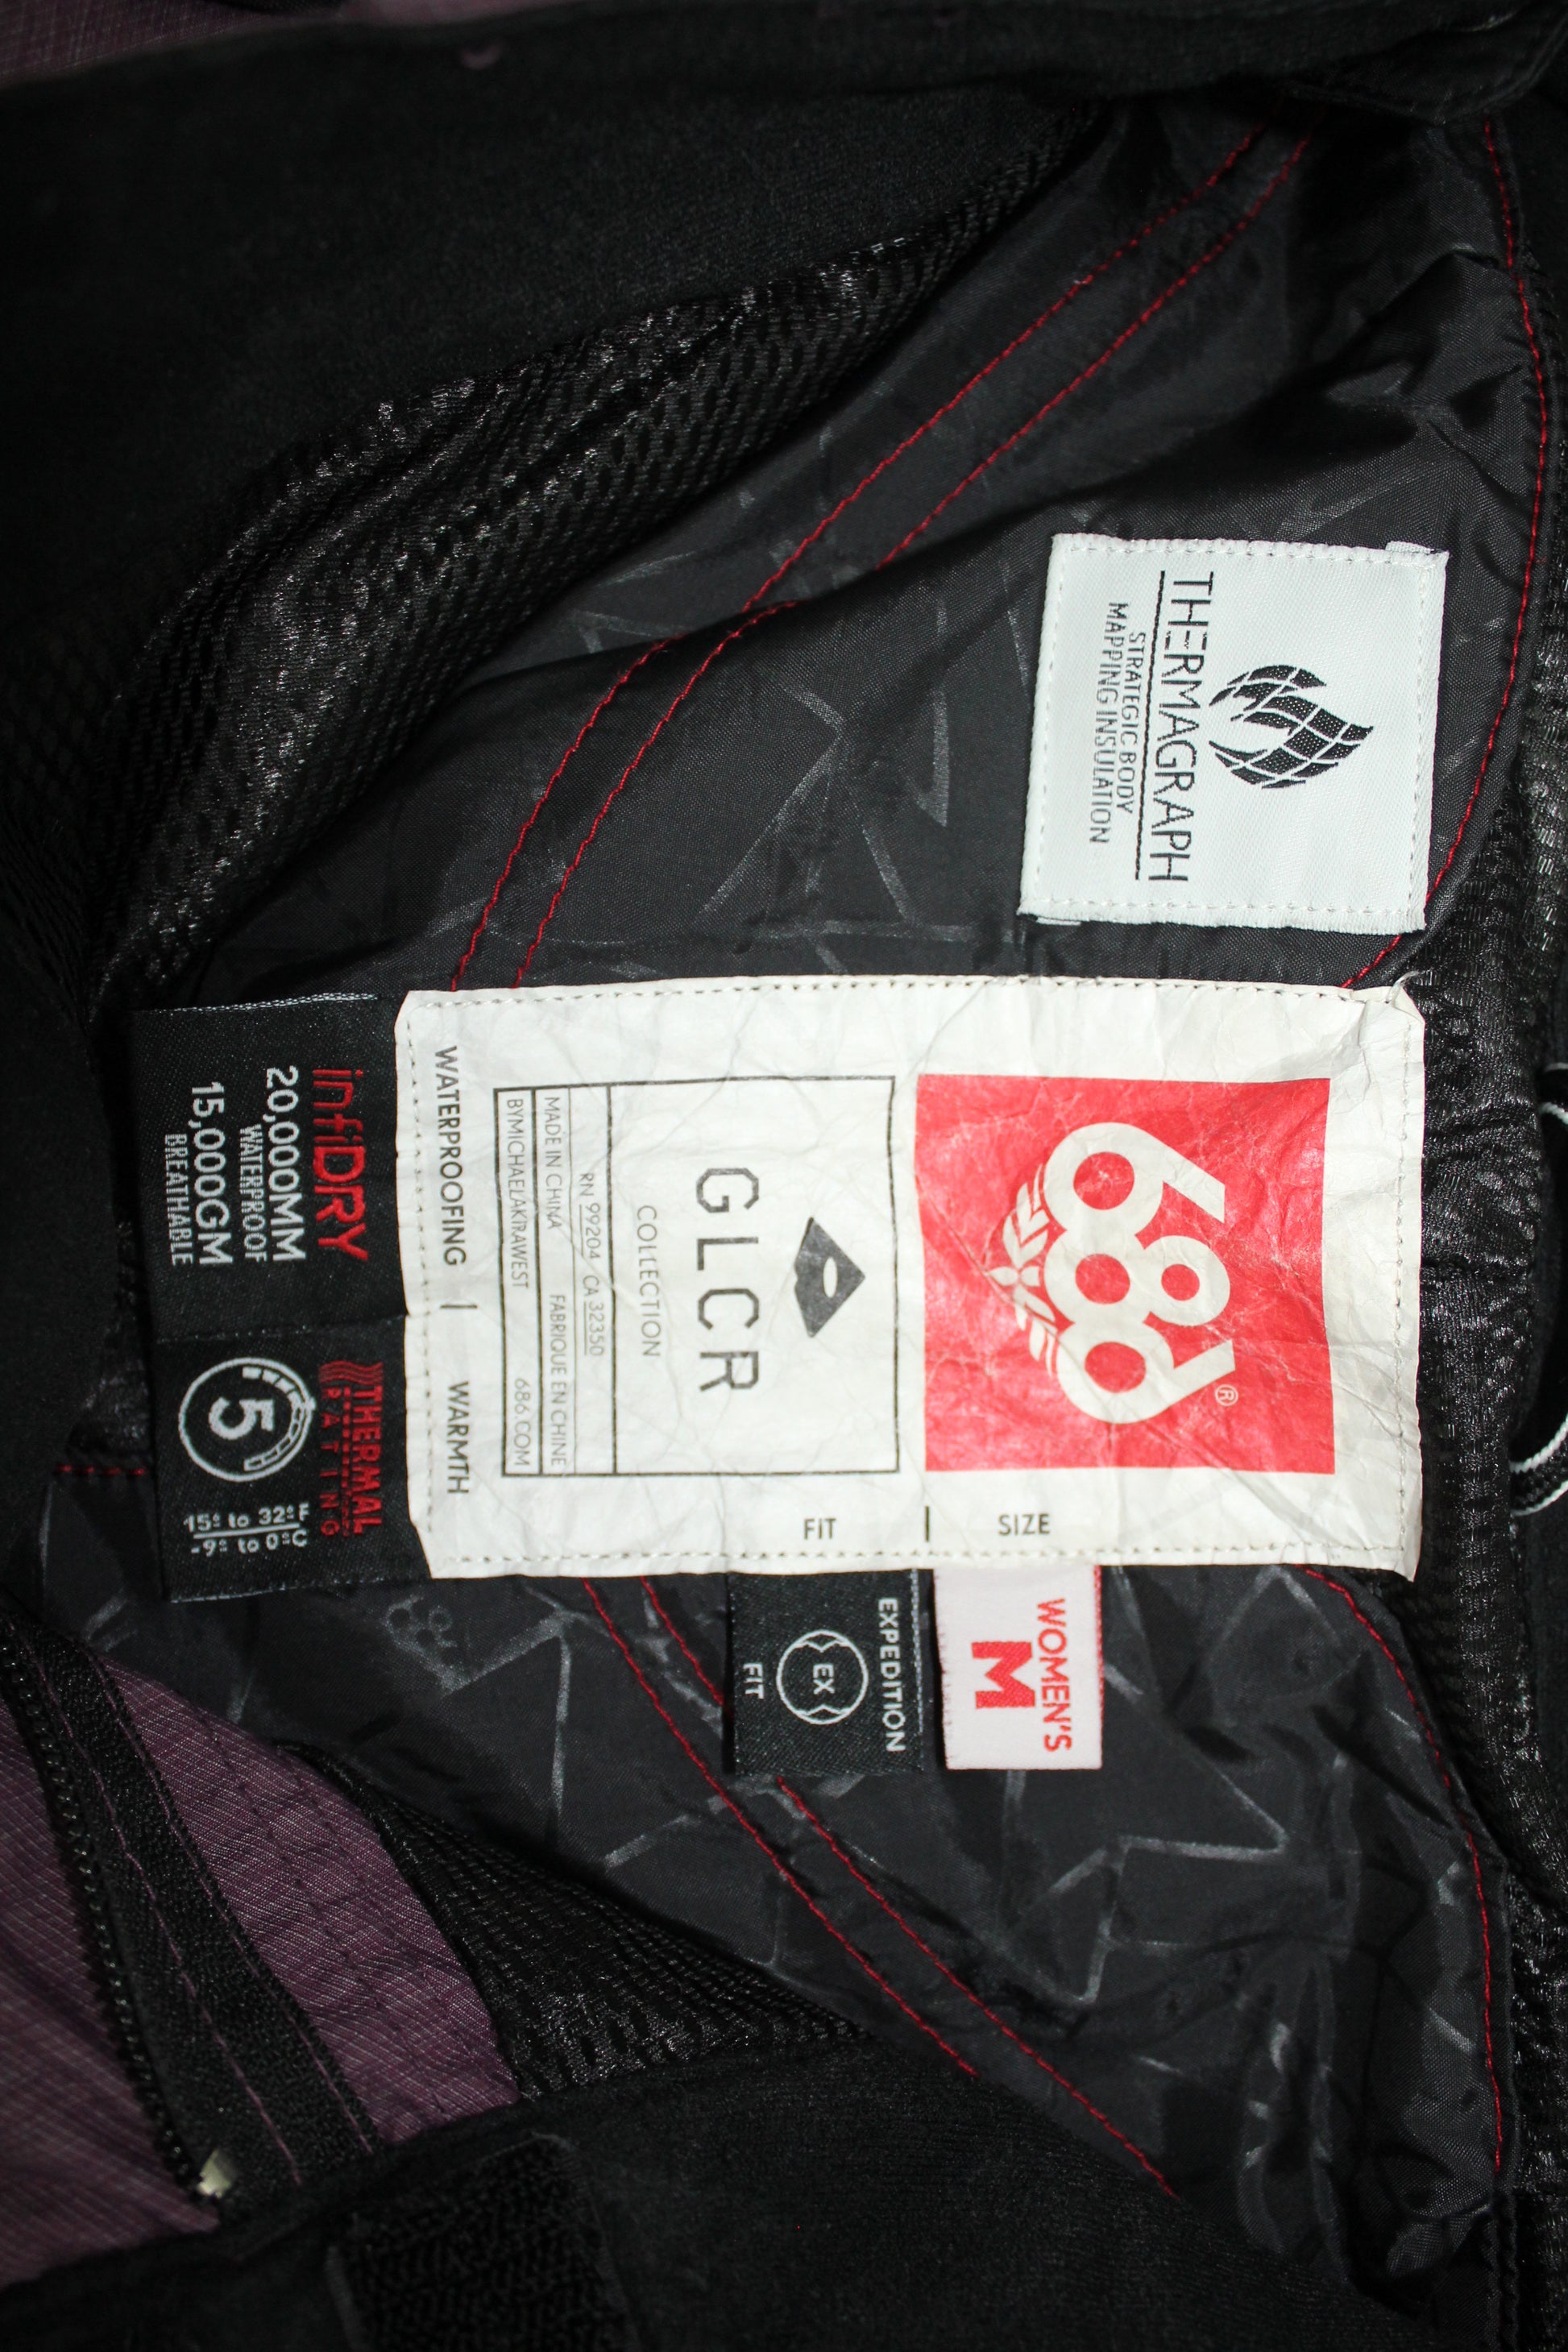 THERMAGRAPH
STRATEGIC BODY
MAPPING INSULATION
686®
SIZE | FIT
WOMEN'S
M
EXPEDITION
EX
FIT
GLCR
COLLECTION
RN 99204 CA 32350
MADE IN CHINA FABRIQUE EN CHINE
BYMICHAELAKIRAWEST 686.COM
WATERPROOFING | WARMTH
infiDRY
20,000MM
WATERPROOF
15,000GM
BREATHABLE
THERMAL
RATING
5
15° to 32°F
-9° to 0°C
686